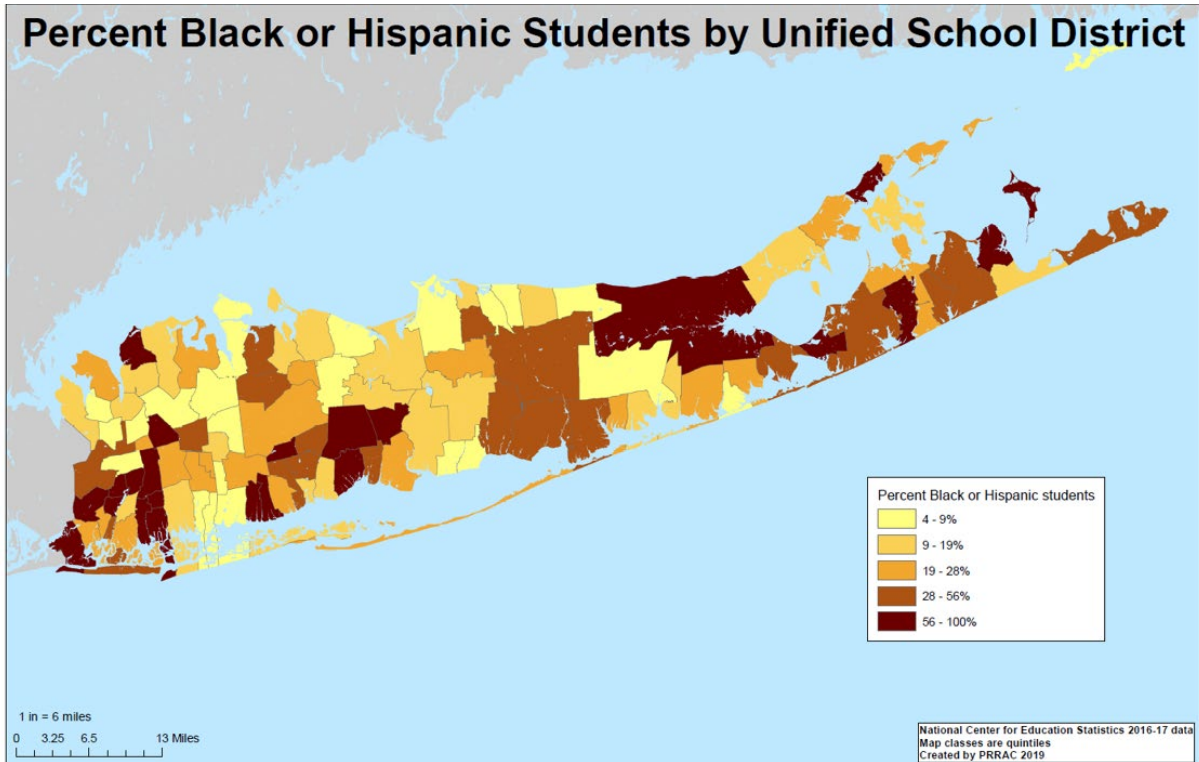 Percent Black or Hispanic Students by Unified School District
Percent Black or Hispanic students
4 - 9%
9 - 19%
19 - 28%
28 - 56%
56 - 100%
1 in = 6 miles
0 3.25 6.5 13 Miles
National Center for Education Statistics 2016-17 data
Map classes are quintiles
Created by PRRAC 2019